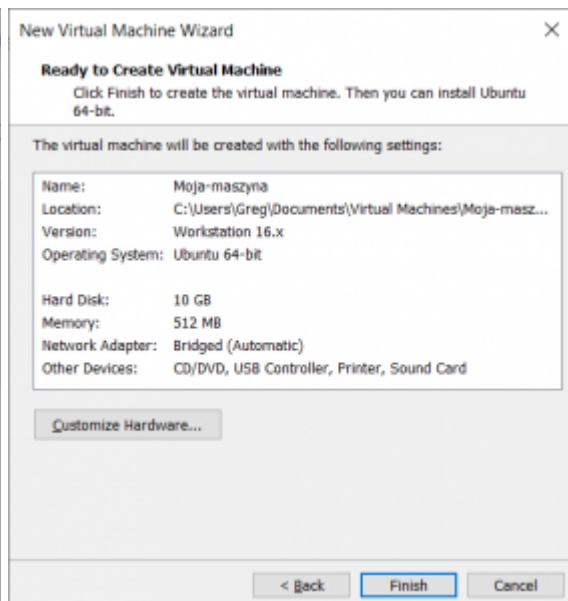 New Virtual Machine Wizard
Ready to Create Virtual Machine
Click Finish to create the virtual machine. Then you can install Ubuntu
64-bit.
The virtual machine will be created with the following settings:
Name: Moja-maszyna
Location: C:\Users\Greg\Documents\Virtual Machines\Moja-masz...
Version: Workstation 16.x
Operating System: Ubuntu 64-bit
Hard Disk: 10 GB
Memory: 512 MB
Network Adapter: Bridged (Automatic)
Other Devices: CD/DVD, USB Controller, Printer, Sound Card
Customize Hardware...
< Back Finish Cancel